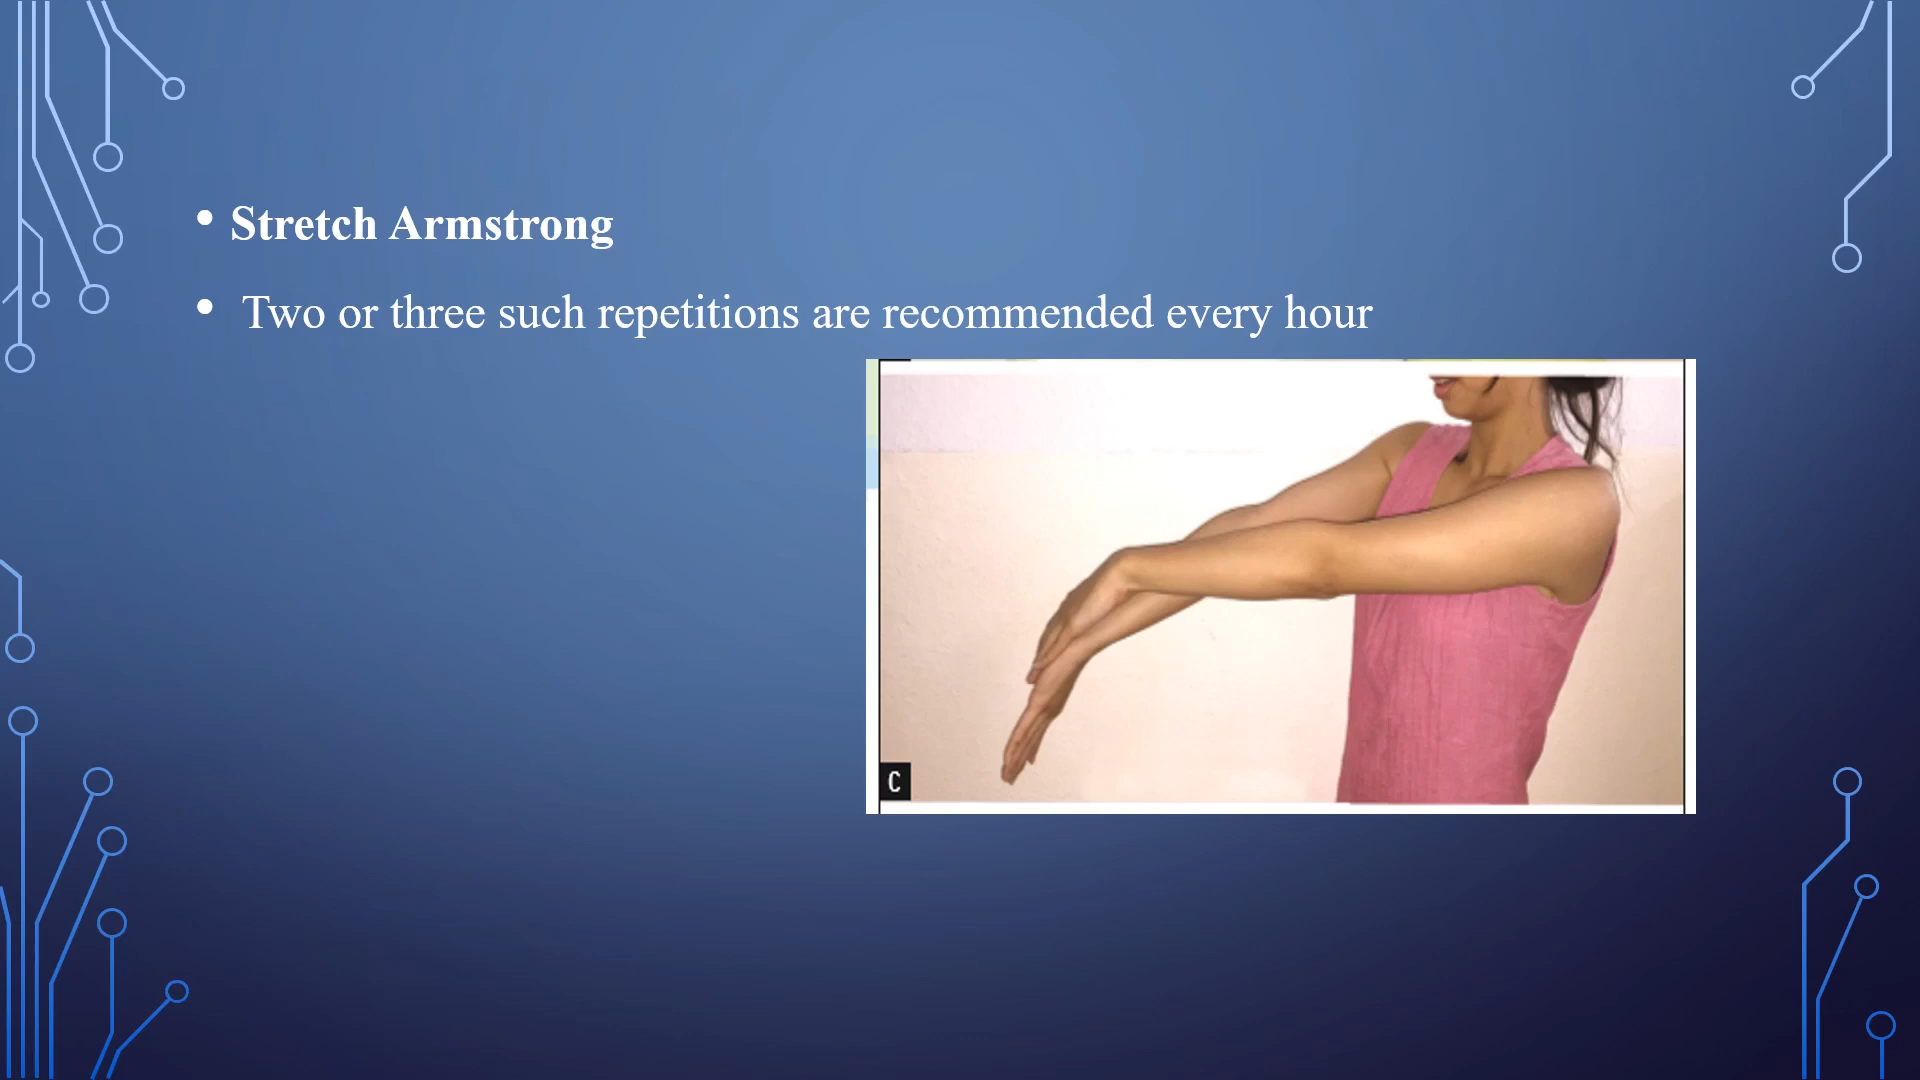 • Stretch Armstrong
• Two or three such repetitions are recommended every hour
C